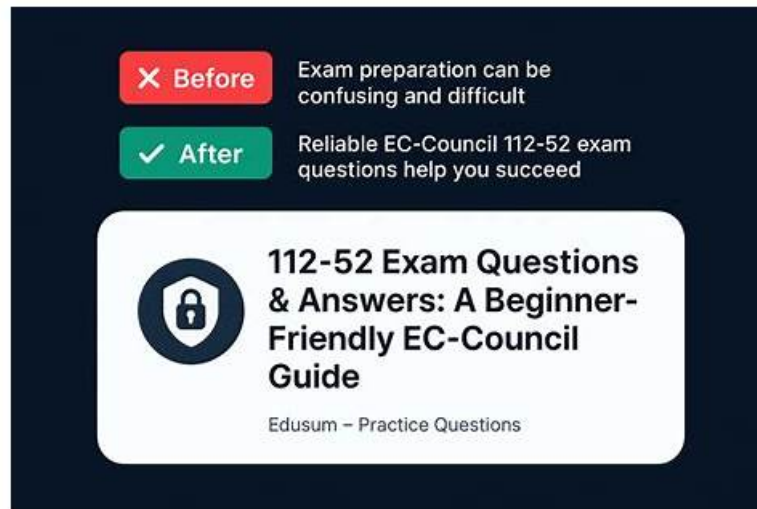 Before
Exam preparation can be
confusing and difficult
After
Reliable EC-Council 112-52 exam
questions help you succeed
112-52 Exam Questions
& Answers: A Beginner-
Friendly EC-Council
Guide
Edusum – Practice Questions